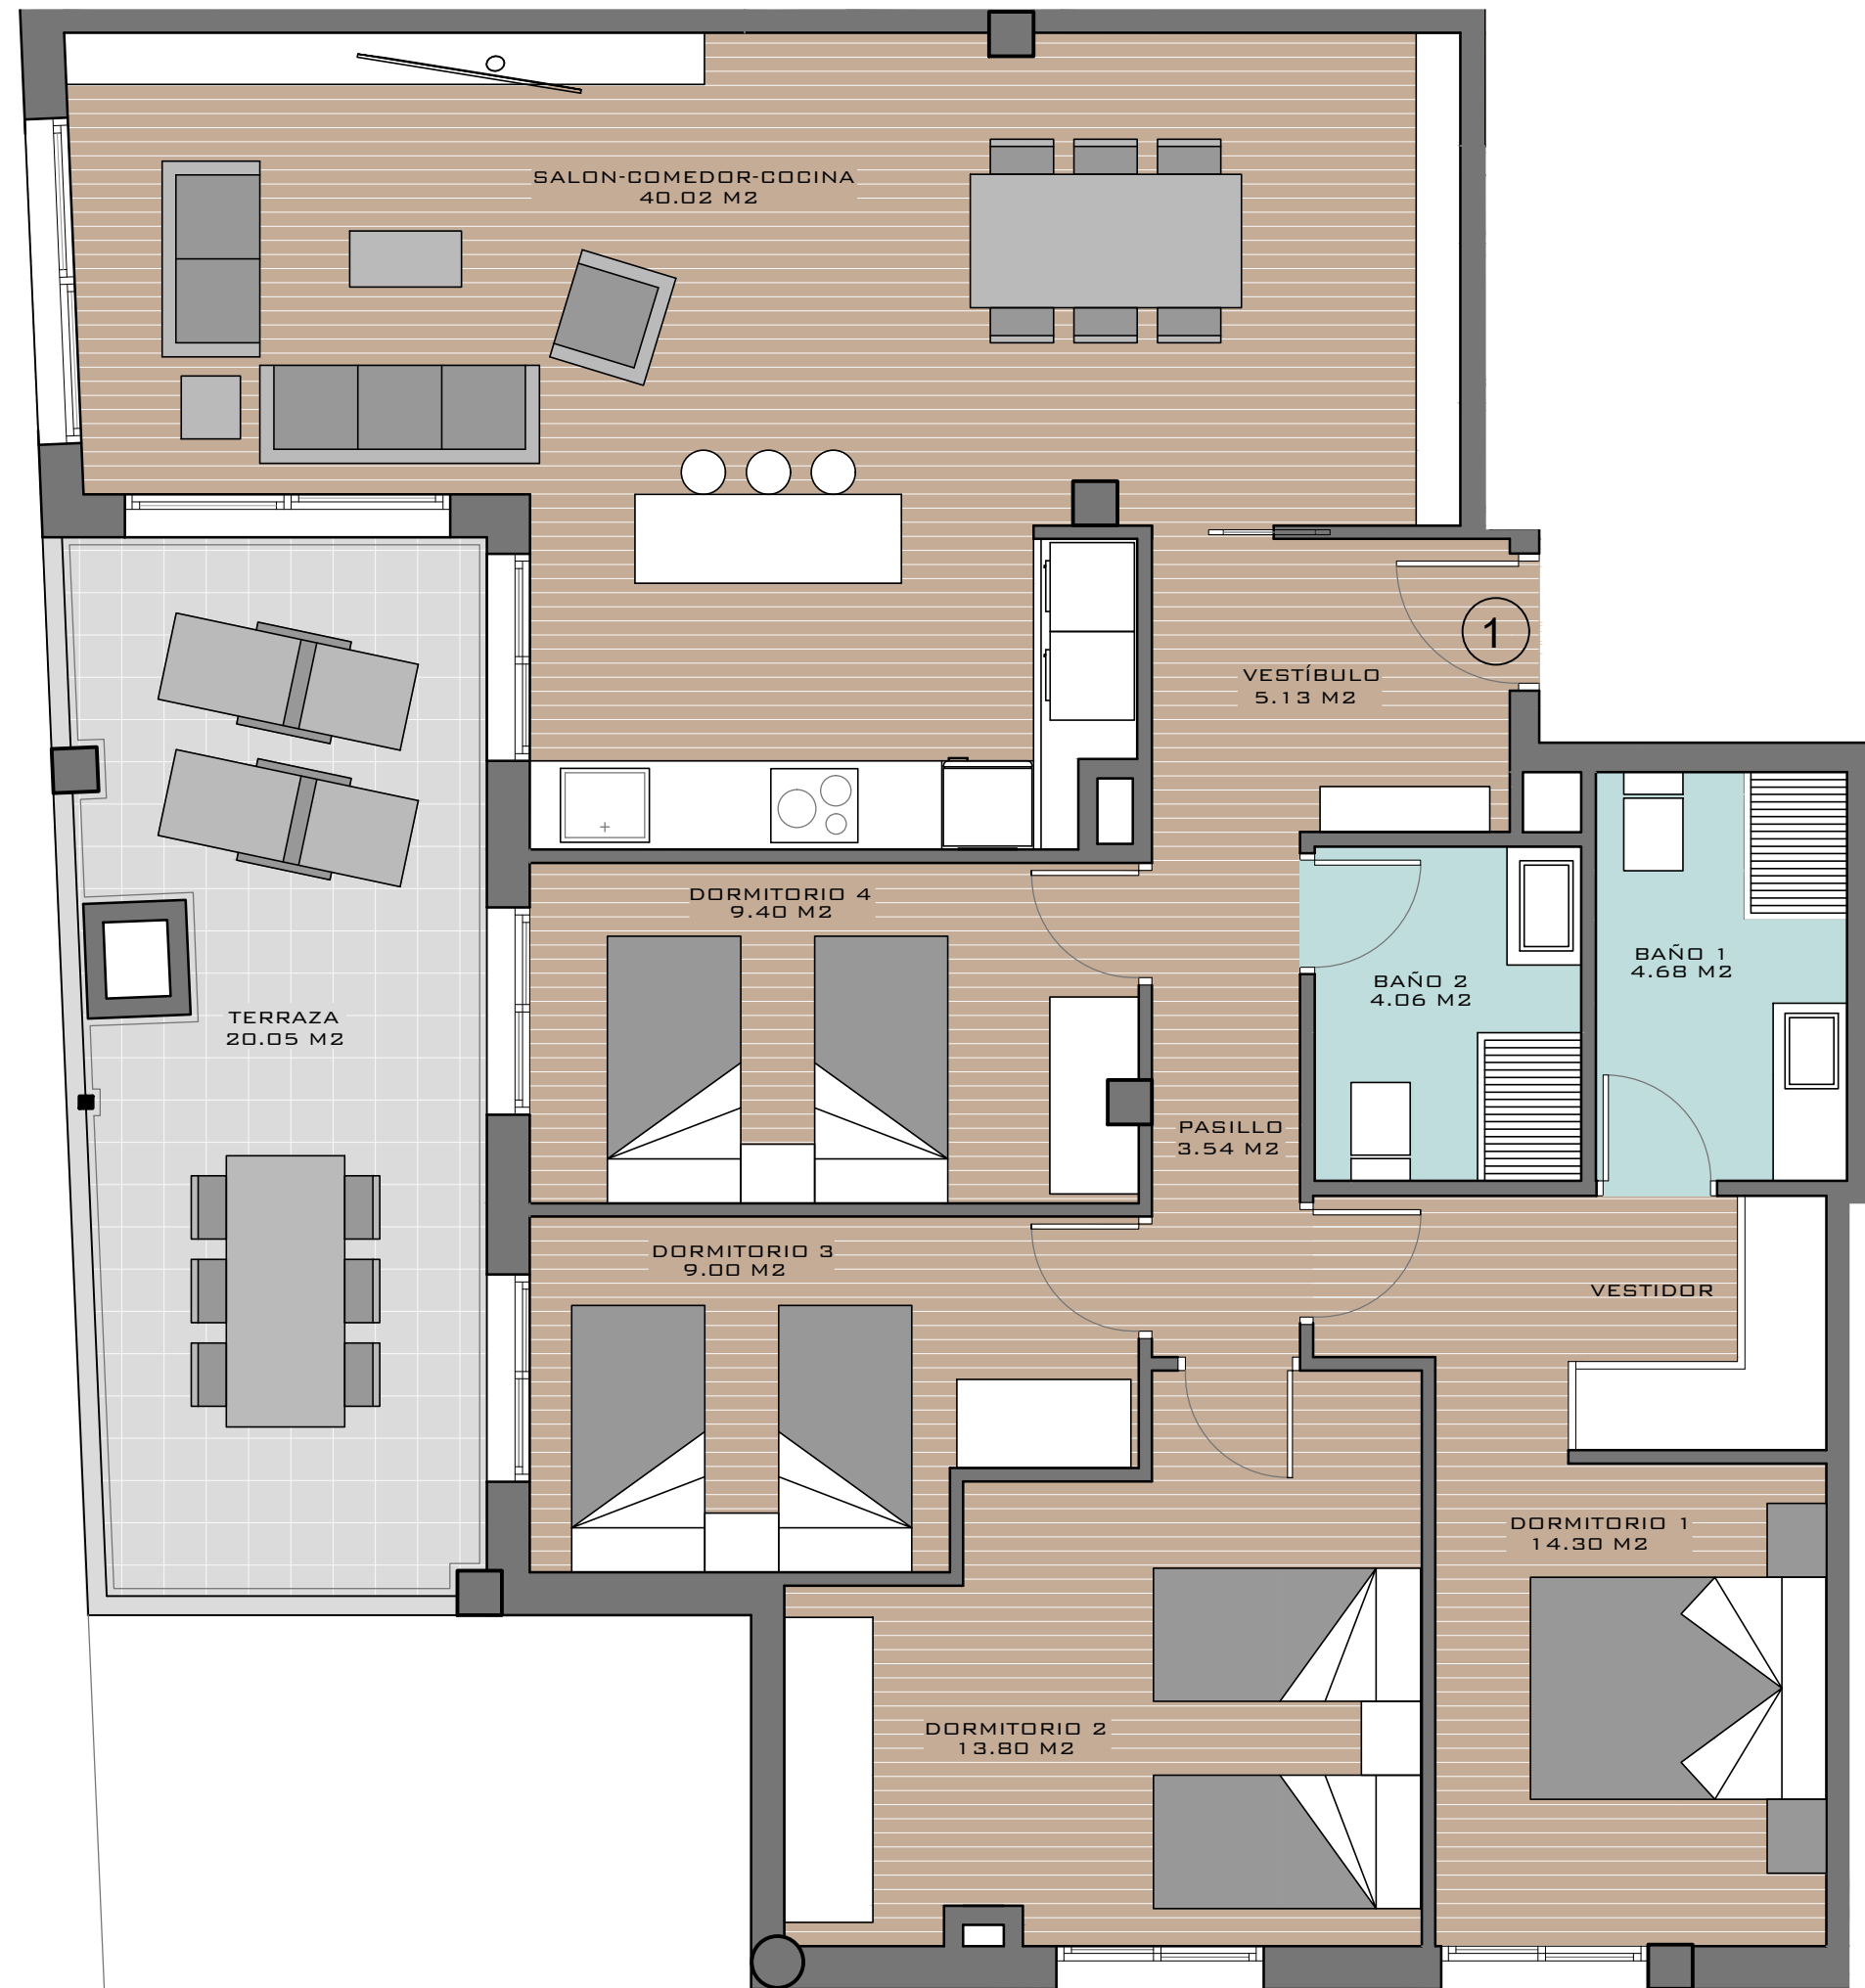 SALON-COMEDOR-COCINA
40.02 M2
1
VESTÍBULO
5.13 M2
DORMITORIO 4
9.40 M2
BAÑO 1
4.68 M2
BAÑO 2
4.06 M2
TERRAZA
20.05 M2
PASILLO
3.54 M2
DORMITORIO 3
9.00 M2
VESTIDOR
DORMITORIO 1
14.30 M2
DORMITORIO 2
13.80 M2